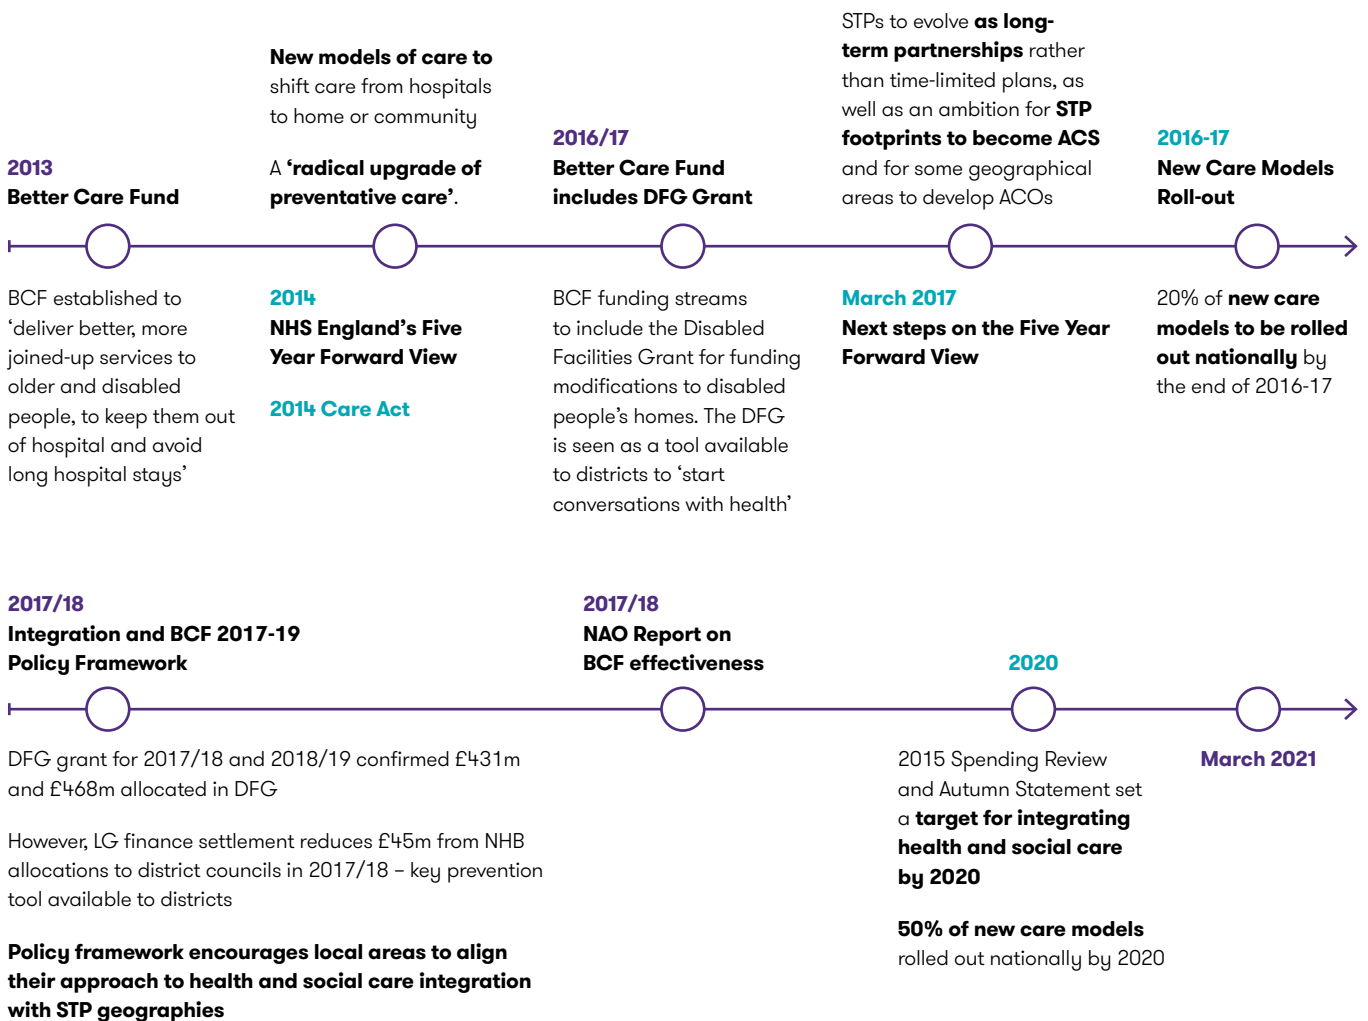 2013
Better Care Fund
BCF established to
‘deliver better, more
joined-up services to
older and disabled
people, to keep them out
of hospital and avoid
long hospital stays’
New models of care to
shift care from hospitals
to home or community
A ‘radical upgrade of
preventative care’.
2014
NHS England’s Five
Year Forward View
2014 Care Act
2016/17
Better Care Fund
includes DFG Grant
BCF funding streams
to include the Disabled
Facilities Grant for funding
modifications to disabled
people’s homes. The DFG
is seen as a tool available
to districts to ‘start
conversations with health’
STPs to evolve as long-
term partnerships rather
than time-limited plans, as
well as an ambition for STP
footprints to become ACS
and for some geographical
areas to develop ACOs
March 2017
Next steps on the Five Year
Forward View
2016-17
New Care Models
Roll-out
20% of new care
models to be rolled
out nationally by
the end of 2016-17
2017/18
Integration and BCF 2017-19
Policy Framework
DFG grant for 2017/18 and 2018/19 confirmed £431m
and £468m allocated in DFG
However, LG finance settlement reduces £45m from NHB
allocations to district councils in 2017/18 – key prevention
tool available to districts
Policy framework encourages local areas to align
their approach to health and social care integration
with STP geographies
2017/18
NAO Report on
BCF effectiveness
2020
2015 Spending Review
and Autumn Statement set
a target for integrating
health and social care
by 2020
50% of new care models
rolled out nationally by 2020
March 2021